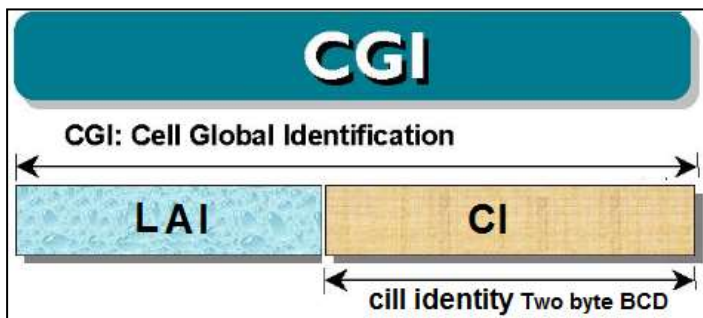 CGI
CGI: Cell Global Identification
LAI CI
cill identity Two byte BCD